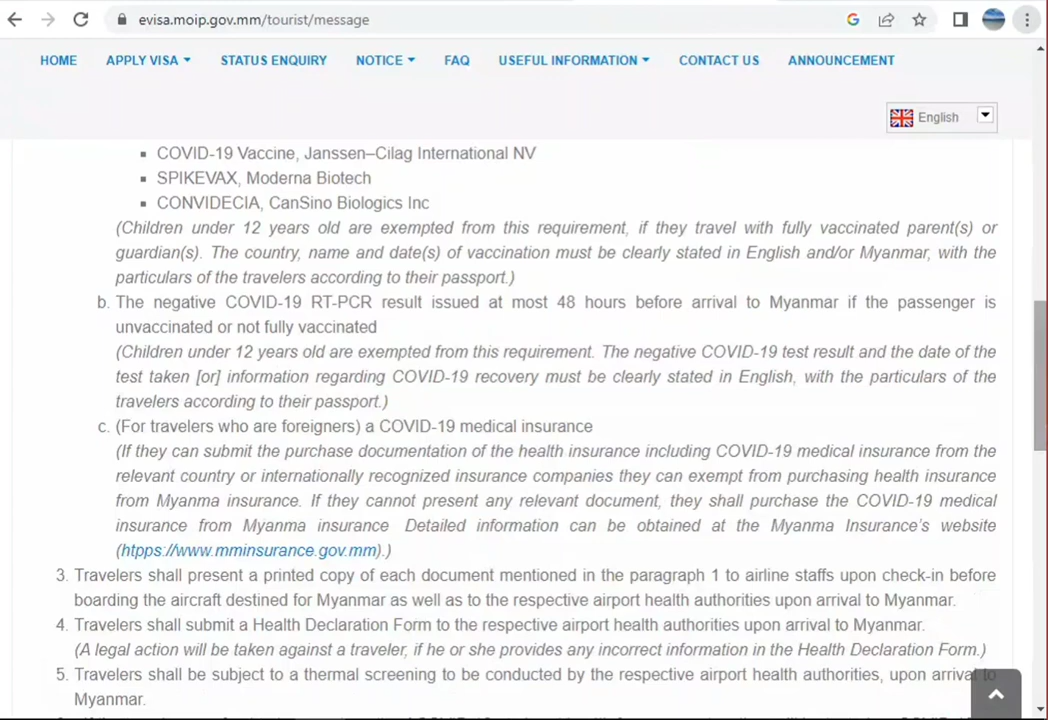 evisa.moip.gov.mm/tourist/message
HOME APPLY VISA STATUS ENQUIRY NOTICE FAQ USEFUL INFORMATION CONTACT US ANNOUNCEMENT
English
▪ COVID-19 Vaccine, Janssen–Cilag International NV
▪ SPIKEVAX, Moderna Biotech
▪ CONVIDECIA, CanSino Biologics Inc
(Children under 12 years old are exempted from this requirement, if they travel with fully vaccinated parent(s) or
guardian(s). The country, name and date(s) of vaccination must be clearly stated in English and/or Myanmar, with the
particulars of the travelers according to their passport.)
b. The negative COVID-19 RT-PCR result issued at most 48 hours before arrival to Myanmar if the passenger is
unvaccinated or not fully vaccinated
(Children under 12 years old are exempted from this requirement. The negative COVID-19 test result and the date of the
test taken [or] information regarding COVID-19 recovery must be clearly stated in English, with the particulars of the
travelers according to their passport.)
c. (For travelers who are foreigners) a COVID-19 medical insurance
(If they can submit the purchase documentation of the health insurance including COVID-19 medical insurance from the
relevant country or internationally recognized insurance companies they can exempt from purchasing health insurance
from Myanma insurance. If they cannot present any relevant document, they shall purchase the COVID-19 medical
insurance from Myanma insurance Detailed information can be obtained at the Myanma Insurance's website
(htpps://www.mminsurance.gov.mm).)
3. Travelers shall present a printed copy of each document mentioned in the paragraph 1 to airline staffs upon check-in before
boarding the aircraft destined for Myanmar as well as to the respective airport health authorities upon arrival to Myanmar.
4. Travelers shall submit a Health Declaration Form to the respective airport health authorities upon arrival to Myanmar.
(A legal action will be taken against a traveler, if he or she provides any incorrect information in the Health Declaration Form.)
5. Travelers shall be subject to a thermal screening to be conducted by the respective airport health authorities, upon arrival to
Myanmar.